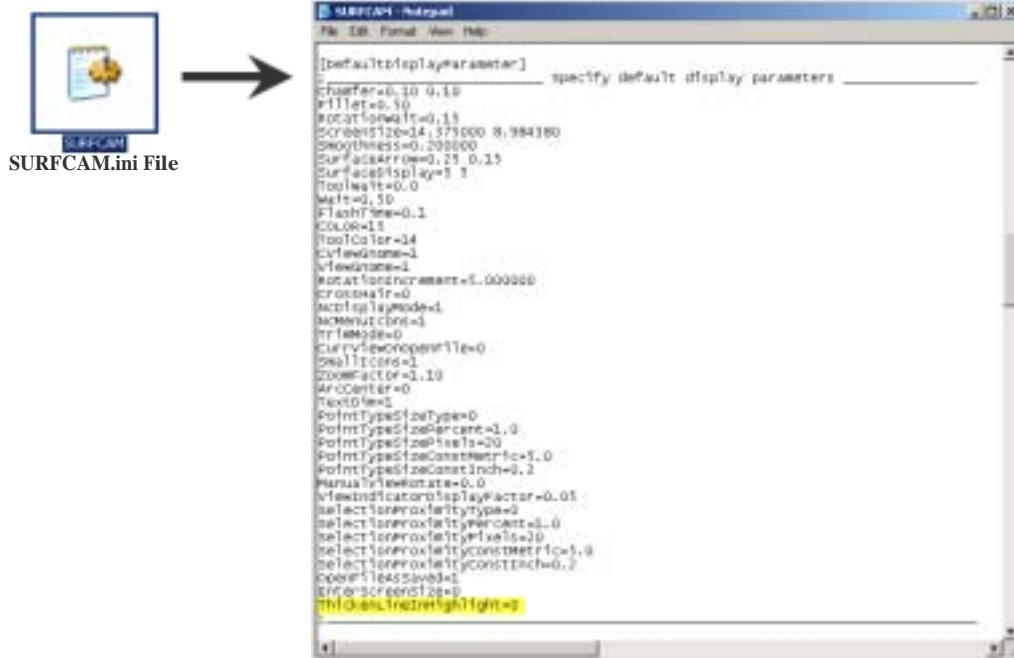 SURFCAM
SURFCAM.ini File
SURFCAM - Notepad
File Edit Format View Help
[DefaultDisplayParameter]
; specify default display parameters
Chamfer=0.10 0.10
Fillet=0.50
RotationWait=0.15
ScreenSize=14.375000 8.984380
Smoothness=0.200000
SurfaceArrow=0.25 0.15
SurfaceDisplay=5 5
ToolWait=0.0
Wait=0.50
FlashTime=0.1
COLOR=15
ToolColor=14
CViewGnome=1
ViewGnome=1
RotationIncrement=5.000000
CrossHair=0
NCDisplayMode=1
NCMenuIcons=1
TrimMode=0
CurrViewOnOpenFile=0
SmallIcons=1
ZoomFactor=1.10
ArcCenter=0
TextDim=1
PointTypeSizeType=0
PointTypeSizePercent=1.0
PointTypeSizePixels=20
PointTypeSizeConstMetric=5.0
PointTypeSizeConstInch=0.2
ManualViewRotate=0.0
ViewIndicatorDisplayFactor=0.05
SelectionProximityType=0
SelectionProximityPercent=1.0
SelectionProximityPixels=20
SelectionProximityConstMetric=5.0
SelectionProximityConstInch=0.2
OpenFileAsSaved=1
EnterScreenSize=0
ThickenLineInHighlight=0